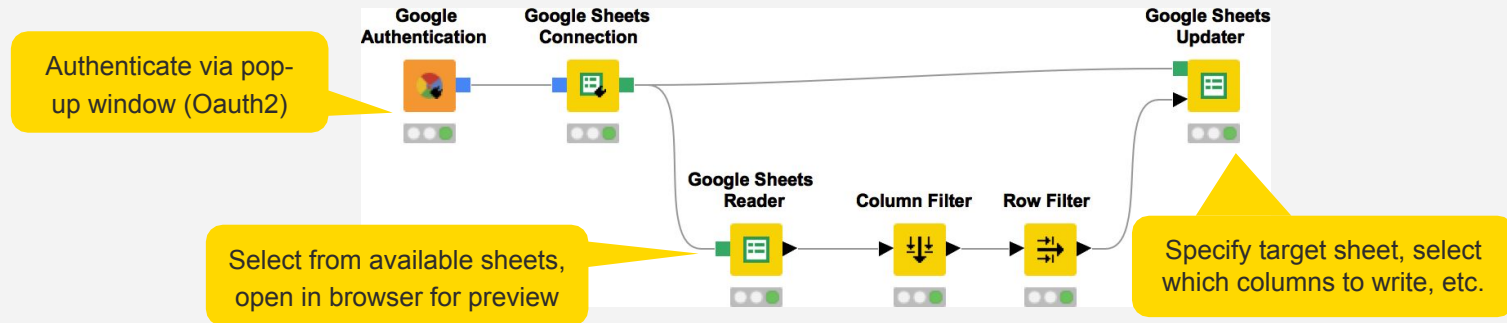 Google
Authentication
Google Sheets
Connection
Google Sheets
Updater
Authenticate via pop-
up window (Oauth2)
Google Sheets
Reader
Column Filter
Row Filter
Select from available sheets,
open in browser for preview
Specify target sheet, select
which columns to write, etc.